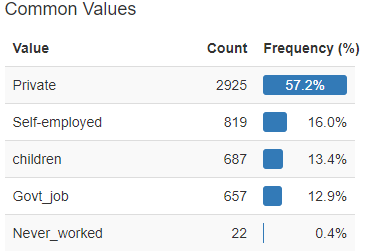 Common Values
Value Count Frequency (%)
Private 2925 57.2%
Self-employed 819 16.0%
children 687 13.4%
Govt_job 657 12.9%
Never_worked 22 0.4%